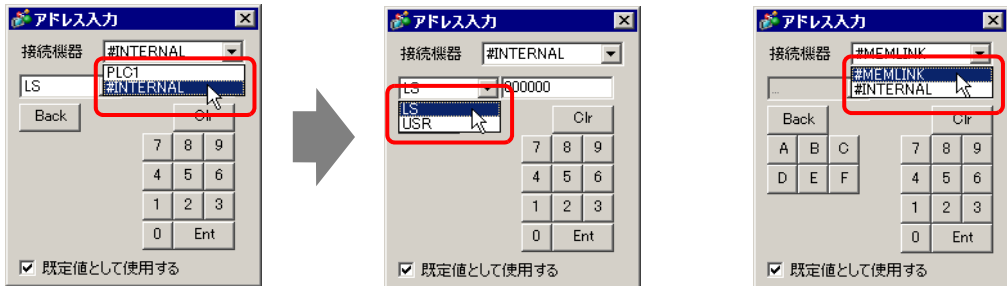 アドレス入力
接続機器 #INTERNAL
PLC1
#INTERNAL
LS
Back Clr
7 8 9
4 5 6
1 2 3
0 Ent
既定値として使用する
アドレス入力
接続機器 #INTERNAL
LS 000000
LS
USR
Clr
7 8 9
4 5 6
1 2 3
0 Ent
既定値として使用する
アドレス入力
接続機器 #MEMLINK
#MEMLINK
#INTERNAL
...
Back Clr
A B C 7 8 9
D E F 4 5 6
1 2 3
0 Ent
既定値として使用する